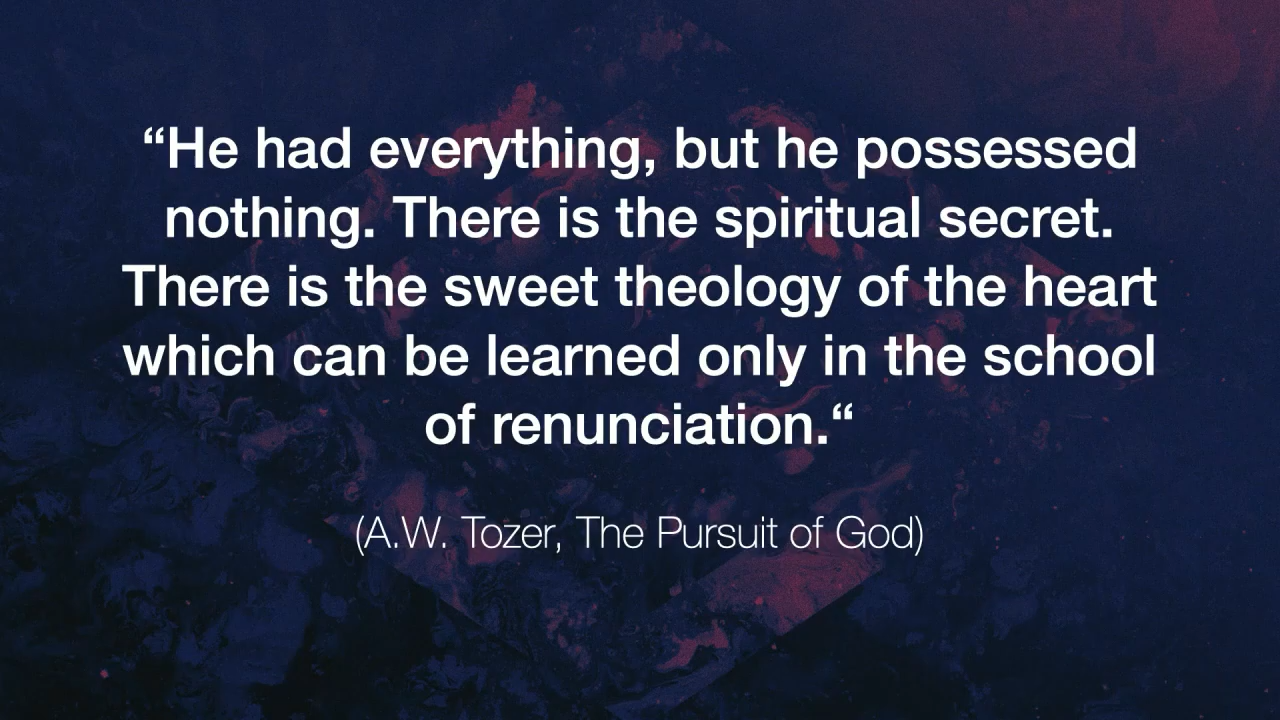 “He had everything, but he possessed
nothing. There is the spiritual secret.
There is the sweet theology of the heart
which can be learned only in the school
of renunciation.“
(A.W. Tozer, The Pursuit of God)